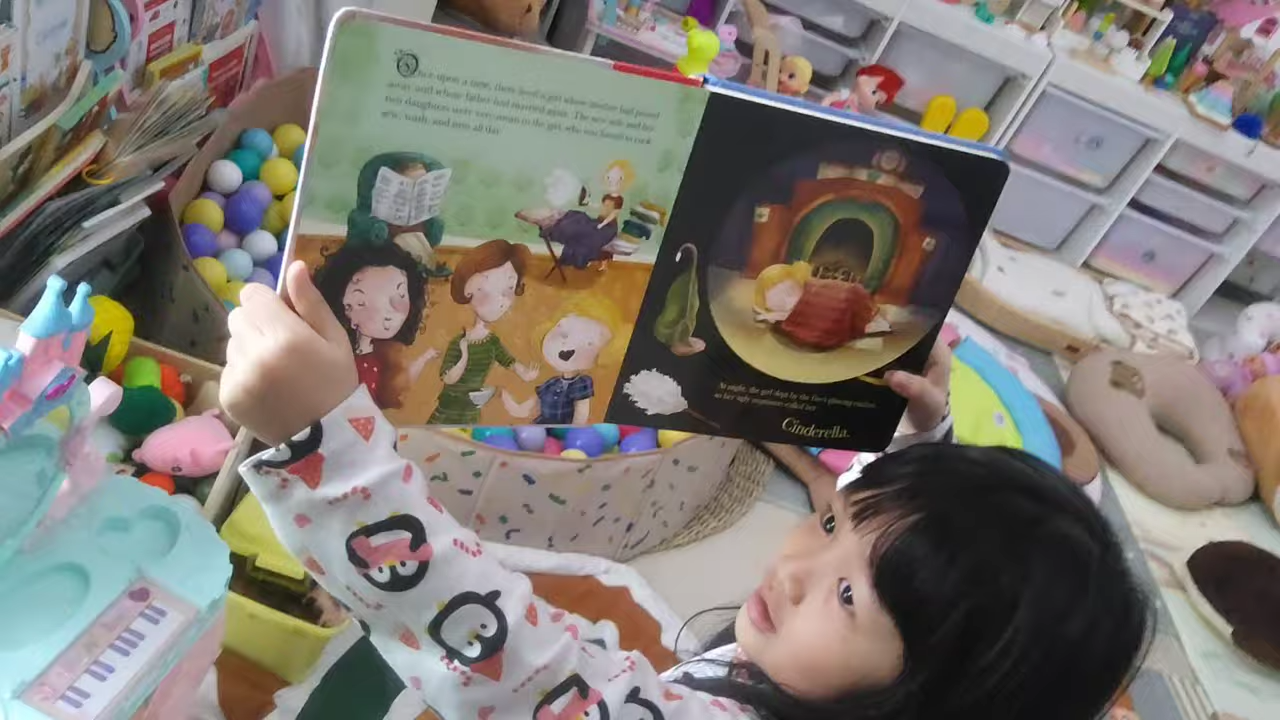 Once upon a time, there lived a girl whose mother had passed
away and whose father had married again. The new wife and her
two daughters were very mean to the girl, who was forced to cook
sew, wash, and mop all day.
At night, the girl slept by the fire's glowing embers
so her ugly stepsisters called her
Cinderella.